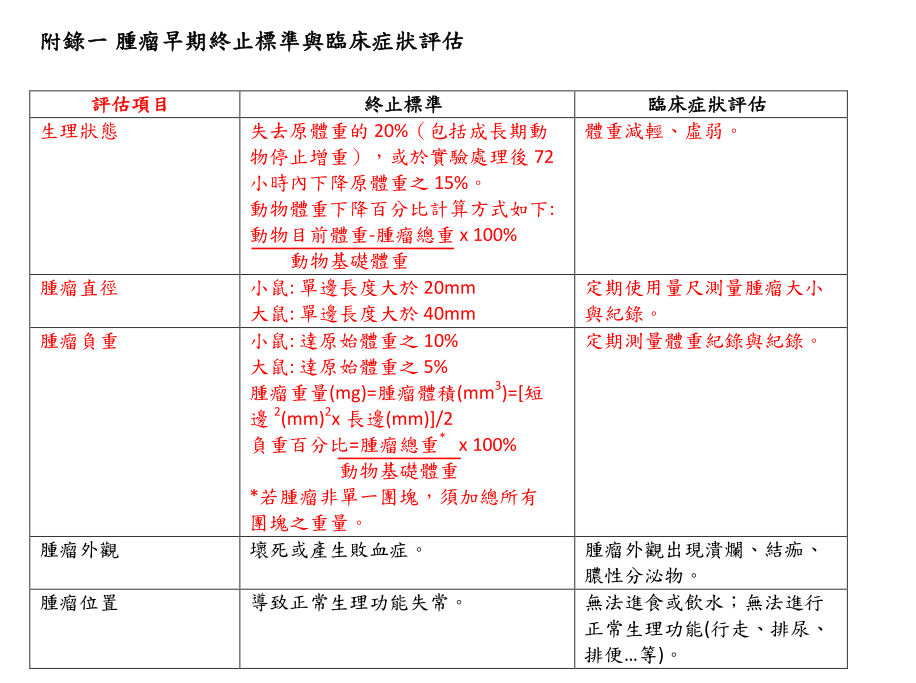 附錄一 腫瘤早期終止標準與臨床症狀評估
評估項目
終止標準
臨床症狀評估
生理狀態
失去原體重的 20%（包括成長期動
物停止增重），或於實驗處理後 72
小時內下降原體重之 15%。
動物體重下降百分比計算方式如下:
動物目前體重-腫瘤總重 x 100%
動物基礎體重
體重減輕、虛弱。
腫瘤直徑
小鼠: 單邊長度大於 20mm
大鼠: 單邊長度大於 40mm
定期使用量尺測量腫瘤大小
與紀錄。
腫瘤負重
小鼠: 達原始體重之 10%
大鼠: 達原始體重之 5%
腫瘤重量(mg)=腫瘤體積(mm³)=[短
邊 ²(mm)²x 長邊(mm)]/2
負重百分比=腫瘤總重* x 100%
動物基礎體重
*若腫瘤非單一團塊，須加總所有
團塊之重量。
定期測量體重紀錄與紀錄。
腫瘤外觀
壞死或產生敗血症。
腫瘤外觀出現潰爛、結痂、
膿性分泌物。
腫瘤位置
導致正常生理功能失常。
無法進食或飲水；無法進行
正常生理功能(行走、排尿、
排便…等)。